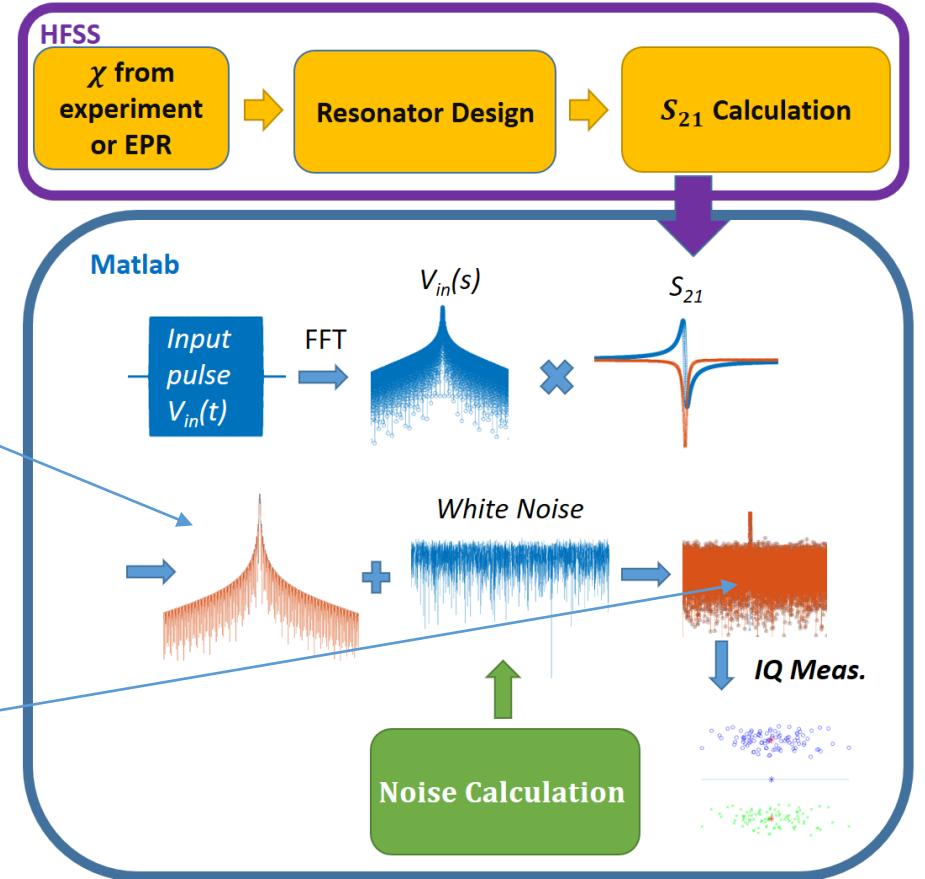 HFSS
χ from
experiment
or EPR
Resonator Design
S₂₁ Calculation
Matlab
Input
pulse
V_in(t)
FFT
V_in(s)
S₂₁
White Noise
IQ Meas.
Noise Calculation